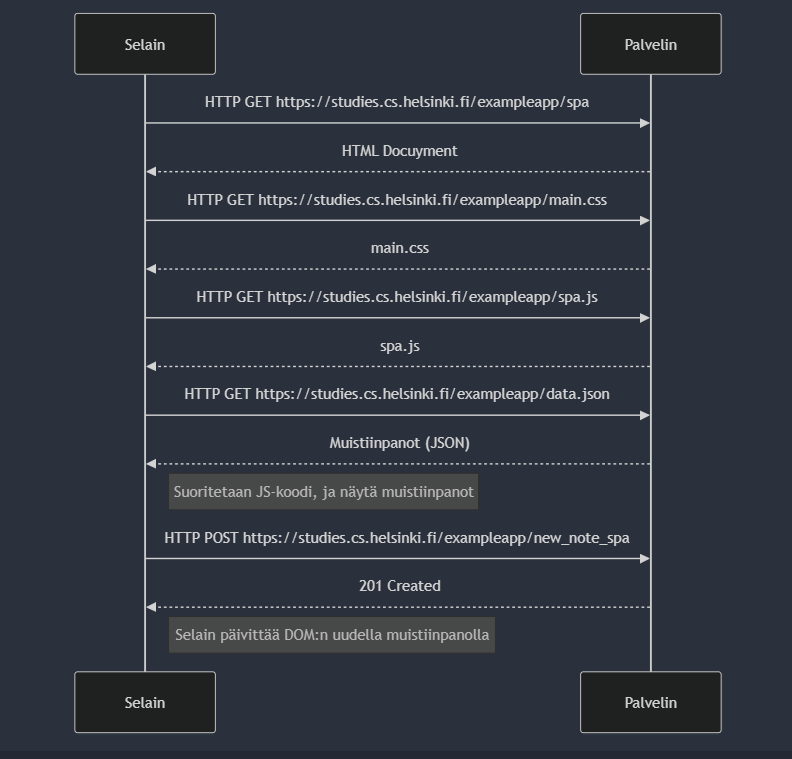 Selain
Palvelin
HTTP GET https://studies.cs.helsinki.fi/exampleapp/spa
HTML Docuyment
HTTP GET https://studies.cs.helsinki.fi/exampleapp/main.css
main.css
HTTP GET https://studies.cs.helsinki.fi/exampleapp/spa.js
spa.js
HTTP GET https://studies.cs.helsinki.fi/exampleapp/data.json
Muistiinpanot (JSON)
Suoritetaan JS-koodi, ja näytä muistiinpanot
HTTP POST https://studies.cs.helsinki.fi/exampleapp/new_note_spa
201 Created
Selain päivittää DOM:n uudella muistiinpanolla
Selain
Palvelin